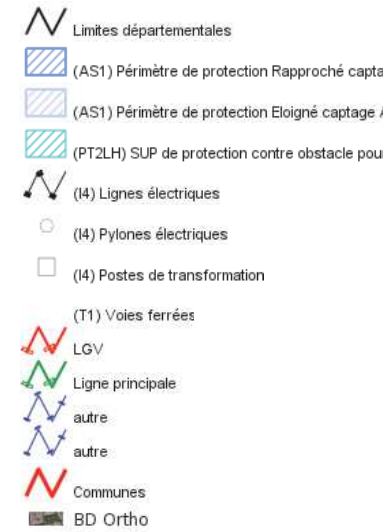 Limites départementales
(AS1) Périmètre de protection Rapproché capta
(AS1) Périmètre de protection Eloigné captage
(PT2LH) SUP de protection contre obstacle pour
(I4) Lignes électriques
(I4) Pylones électriques
(I4) Postes de transformation
(T1) Voies ferrées
LGV
Ligne principale
autre
autre
Communes
BD Ortho